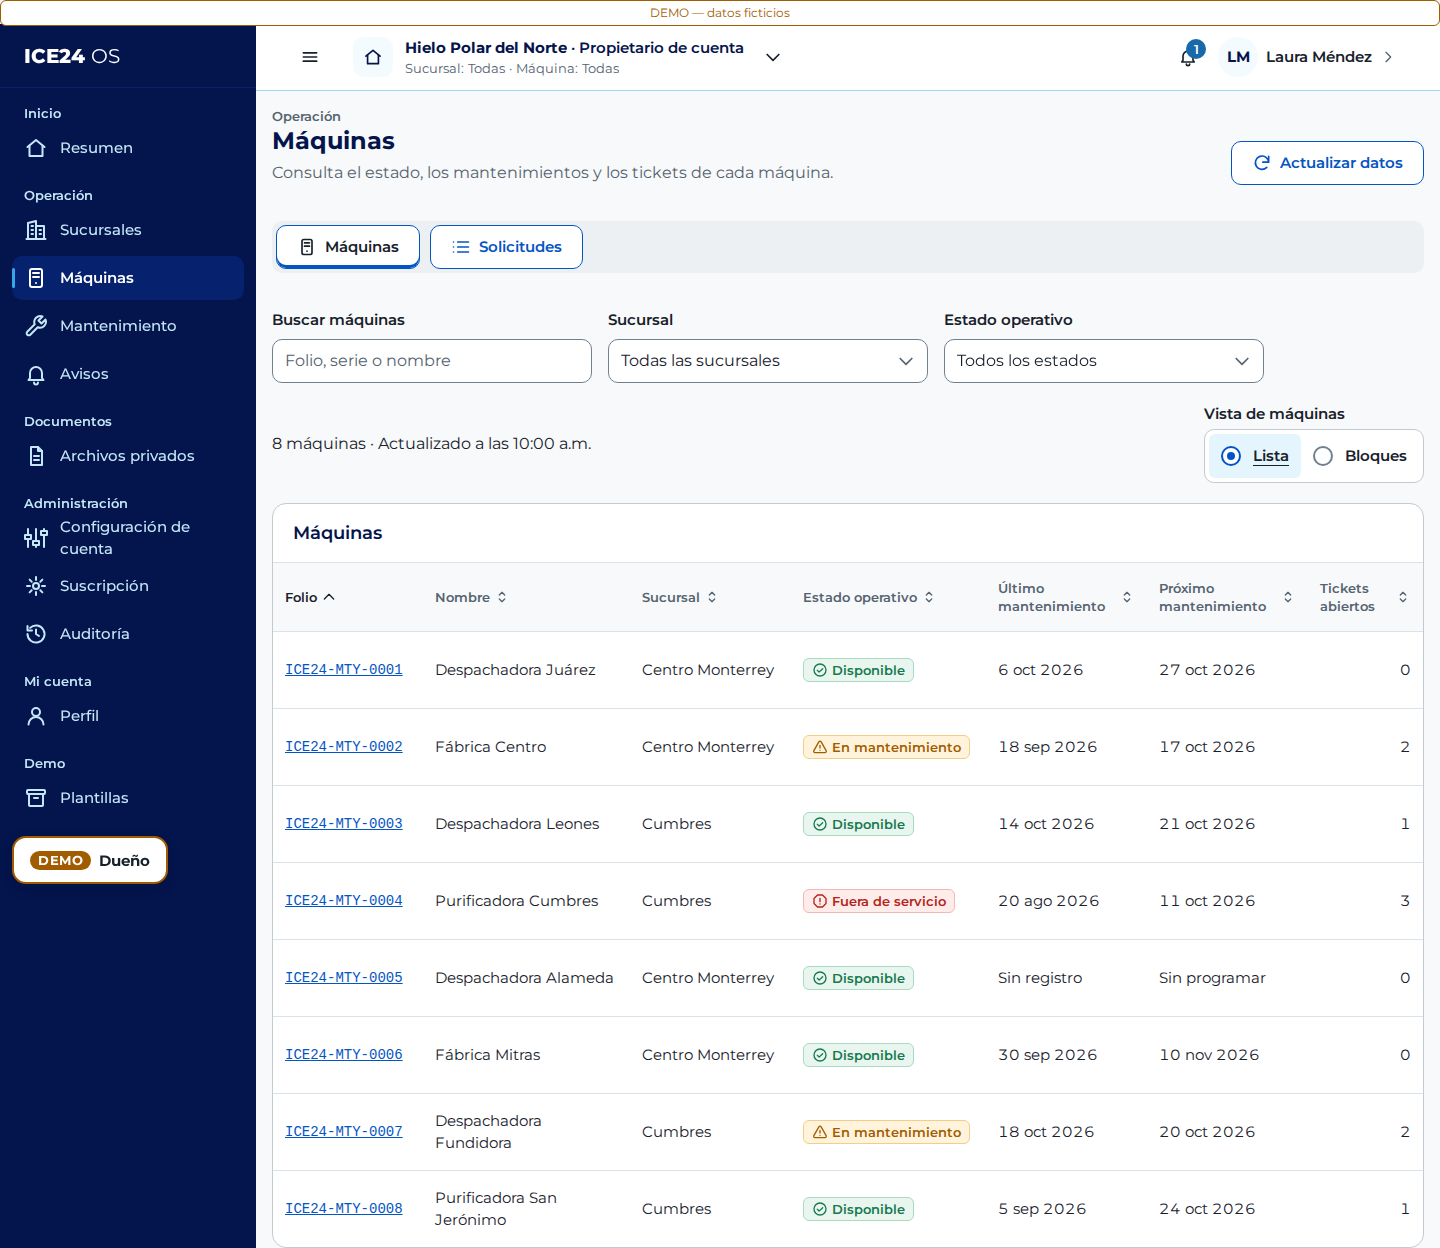 DEMO — datos ficticios
ICE24 OS
Inicio
Resumen
Operación
Sucursales
Máquinas
Mantenimiento
Avisos
Documentos
Archivos privados
Administración
Configuración de
cuenta
Suscripción
Auditoría
Mi cuenta
Perfil
Demo
Plantillas
DEMO Dueño
Hielo Polar del Norte · Propietario de cuenta
Sucursal: Todas · Máquina: Todas
1
LM Laura Méndez
Operación
Máquinas
Consulta el estado, los mantenimientos y los tickets de cada máquina.
Actualizar datos
Máquinas Solicitudes
Buscar máquinas Sucursal Estado operativo
Folio, serie o nombre Todas las sucursales Todos los estados
8 máquinas · Actualizado a las 10:00 a.m.
Vista de máquinas
Lista Bloques
Máquinas
Folio Nombre Sucursal Estado operativo Último mantenimiento Próximo mantenimiento Tickets abiertos
ICE24-MTY-0001 Despachadora Juárez Centro Monterrey Disponible 6 oct 2026 27 oct 2026 0
ICE24-MTY-0002 Fábrica Centro Centro Monterrey En mantenimiento 18 sep 2026 17 oct 2026 2
ICE24-MTY-0003 Despachadora Leones Cumbres Disponible 14 oct 2026 21 oct 2026 1
ICE24-MTY-0004 Purificadora Cumbres Cumbres Fuera de servicio 20 ago 2026 11 oct 2026 3
ICE24-MTY-0005 Despachadora Alameda Centro Monterrey Disponible Sin registro Sin programar 0
ICE24-MTY-0006 Fábrica Mitras Centro Monterrey Disponible 30 sep 2026 10 nov 2026 0
ICE24-MTY-0007 Despachadora Fundidora Cumbres En mantenimiento 18 oct 2026 20 oct 2026 2
ICE24-MTY-0008 Purificadora San Jerónimo Cumbres Disponible 5 sep 2026 24 oct 2026 1